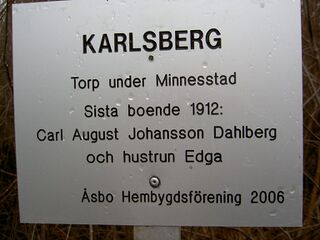 KARLSBERG
Torp under Minnesstad
Sista boende 1912:
Carl August Johansson Dahlberg
och hustrun Edga
Åsbo Hembygdsförening 2006